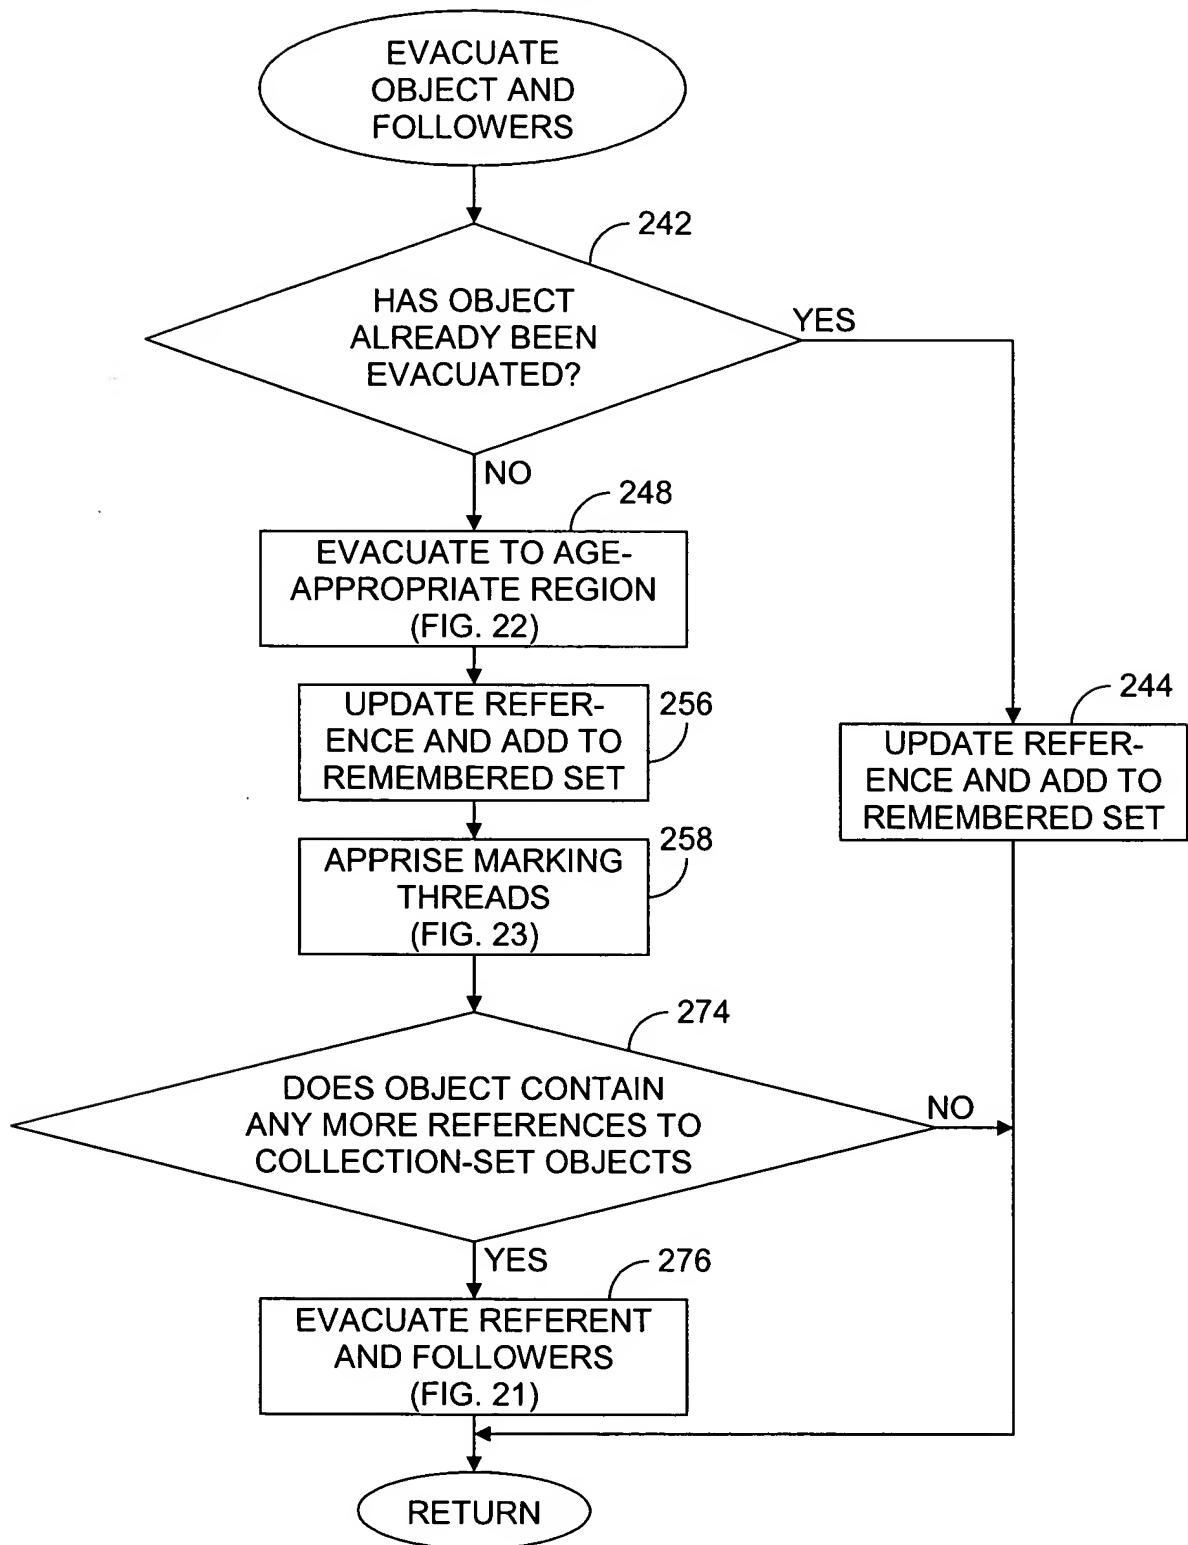 EVACUATE
OBJECT AND
FOLLOWERS
242
HAS OBJECT
ALREADY BEEN
EVACUATED?
YES
NO
248
EVACUATE TO AGE-
APPROPRIATE REGION
(FIG. 22)
256
UPDATE REFER-
ENCE AND ADD TO
REMEMBERED SET
244
UPDATE REFER-
ENCE AND ADD TO
REMEMBERED SET
258
APPRISE MARKING
THREADS
(FIG. 23)
274
DOES OBJECT CONTAIN
ANY MORE REFERENCES TO
COLLECTION-SET OBJECTS
NO
YES
276
EVACUATE REFERENT
AND FOLLOWERS
(FIG. 21)
RETURN